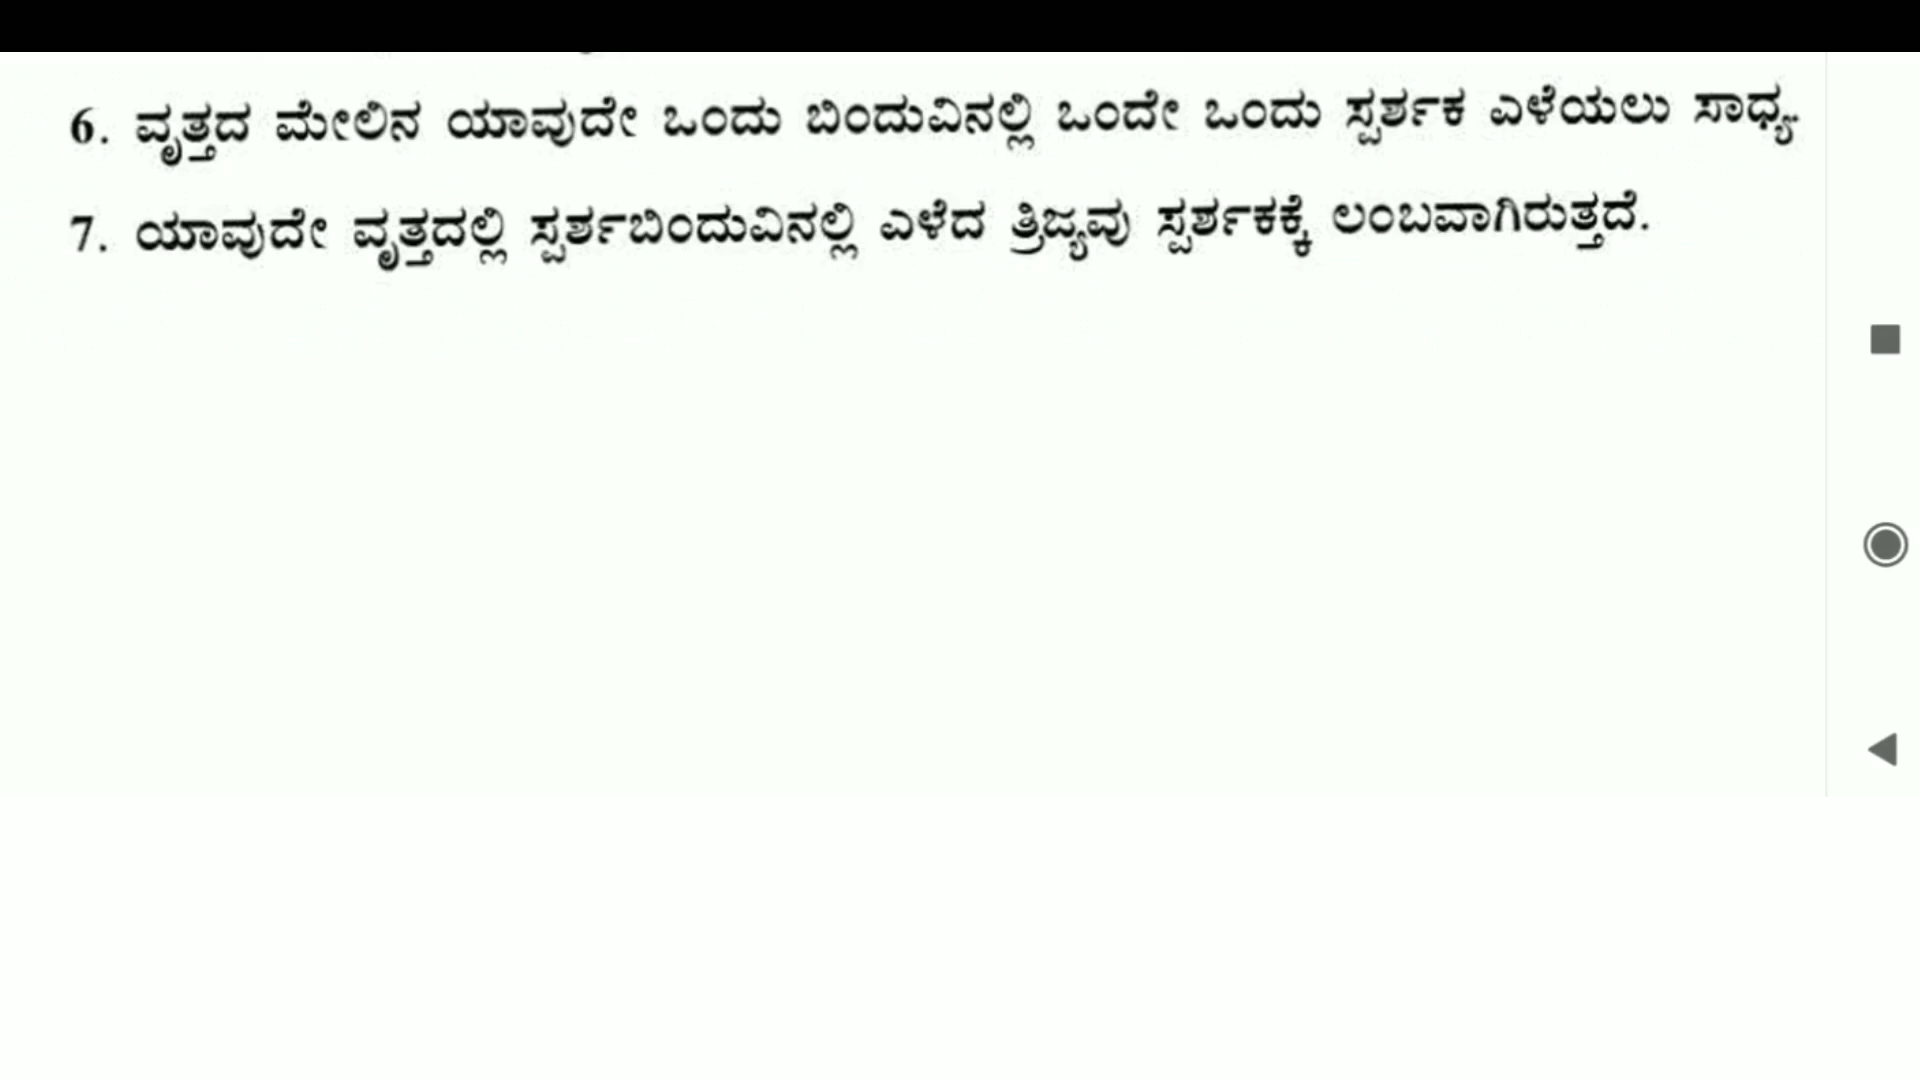 6. ವೃತ್ತದ ಮೇಲಿನ ಯಾವುದೇ ಒಂದು ಬಿಂದುವಿನಲ್ಲಿ ಒಂದೇ ಒಂದು ಸ್ಪರ್ಶಕ ಎಳೆಯಲು ಸಾಧ್ಯ.
7. ಯಾವುದೇ ವೃತ್ತದಲ್ಲಿ ಸ್ಪರ್ಶಬಿಂದುವಿನಲ್ಲಿ ಎಳೆದ ತ್ರಿಜ್ಯವು ಸ್ಪರ್ಶಕಕ್ಕೆ ಲಂಬವಾಗಿರುತ್ತದೆ.